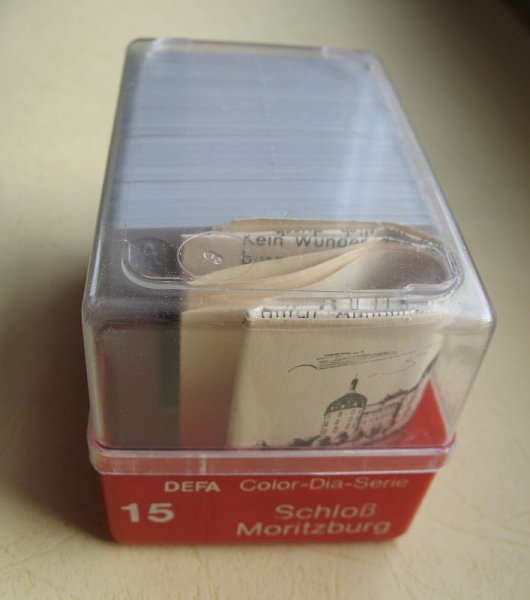 Kein Wunder
DEFA Color-Dia-Serie
15 Schloß
Moritzburg